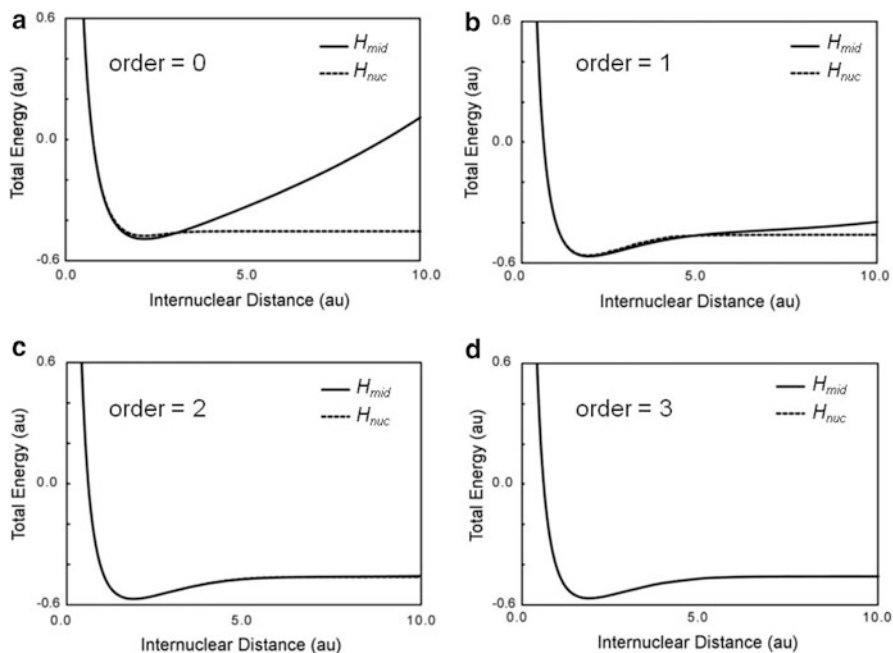 a
0.6
0.0
-0.6
Total Energy (au)
order = 0
H_mid
H_nuc
0.0 5.0 10.0
Internuclear Distance (au)
b
0.6
0.0
-0.6
Total Energy (au)
order = 1
H_mid
H_nuc
0.0 5.0 10.0
Internuclear Distance (au)
c
0.6
0.0
-0.6
Total Energy (au)
order = 2
H_mid
H_nuc
0.0 5.0 10.0
Internuclear Distance (au)
d
0.6
0.0
-0.6
Total Energy (au)
order = 3
H_mid
H_nuc
0.0 5.0 10.0
Internuclear Distance (au)